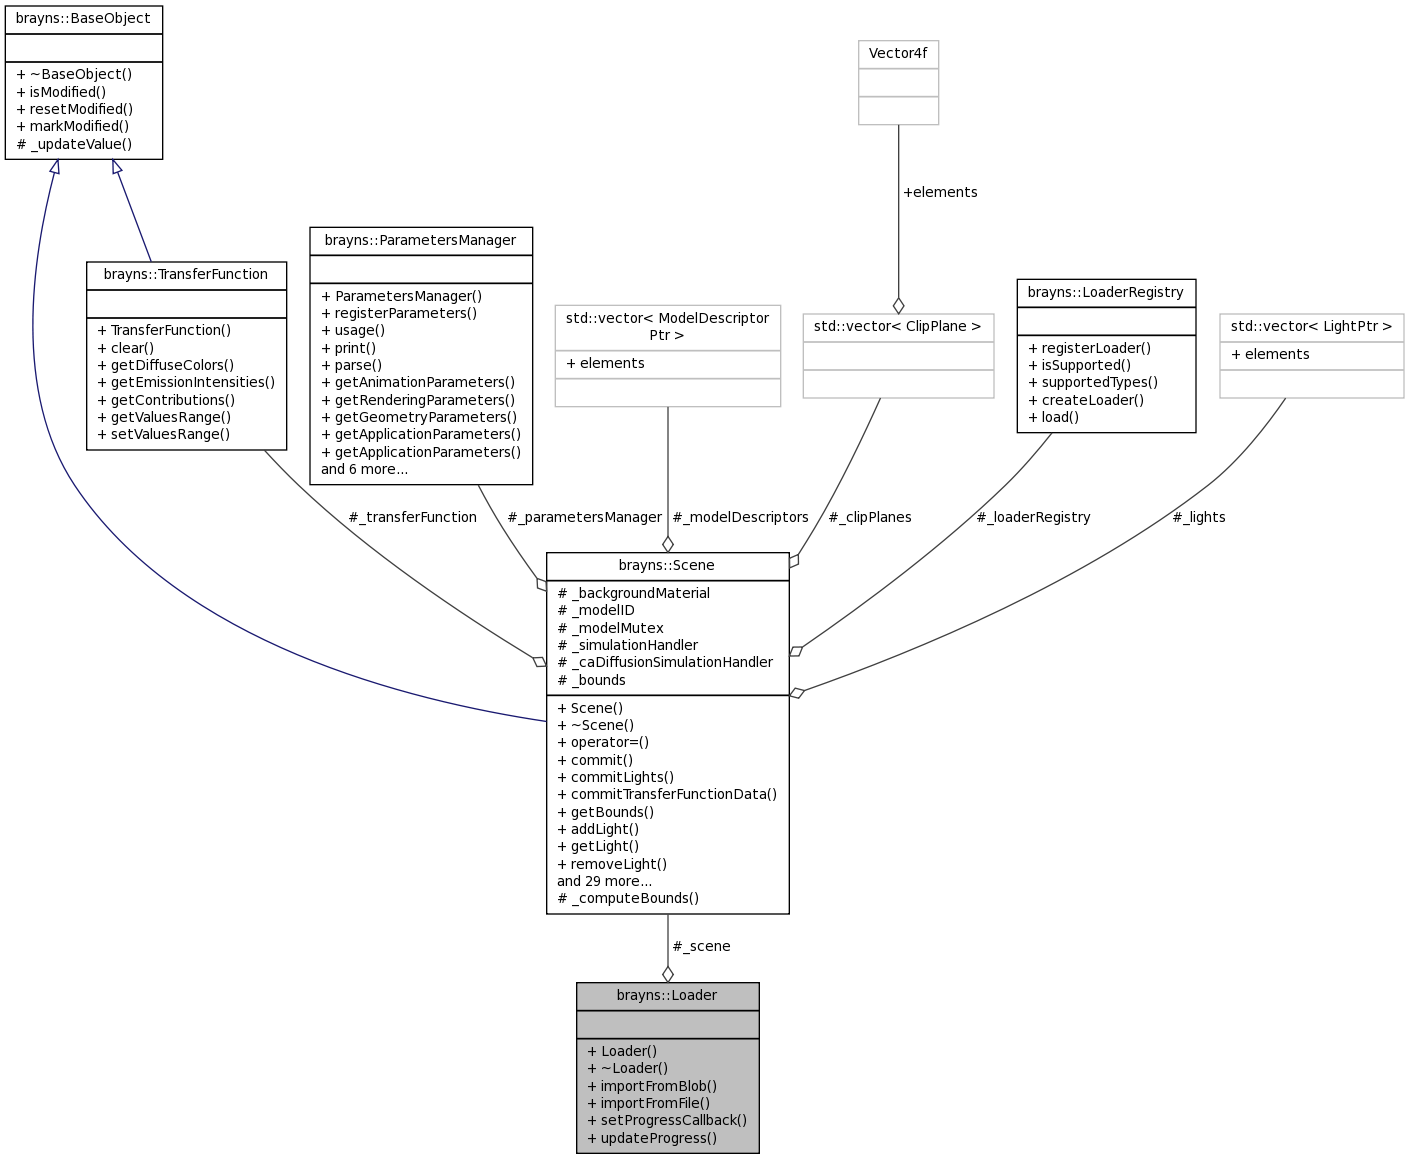 brayns::BaseObject
+ ~BaseObject()
+ isModified()
+ resetModified()
+ markModified()
# _updateValue()
Vector4f
+elements
brayns::TransferFunction
+ TransferFunction()
+ clear()
+ getDiffuseColors()
+ getEmissionIntensities()
+ getContributions()
+ getValuesRange()
+ setValuesRange()
brayns::ParametersManager
+ ParametersManager()
+ registerParameters()
+ usage()
+ print()
+ parse()
+ getAnimationParameters()
+ getRenderingParameters()
+ getGeometryParameters()
+ getApplicationParameters()
+ getApplicationParameters()
and 6 more...
std::vector< ModelDescriptor
Ptr >
+ elements
std::vector< ClipPlane >
brayns::LoaderRegistry
+ registerLoader()
+ isSupported()
+ supportedTypes()
+ createLoader()
+ load()
std::vector< LightPtr >
+ elements
#_transferFunction
#_parametersManager
#_modelDescriptors
#_clipPlanes
#_loaderRegistry
#_lights
brayns::Scene
# _backgroundMaterial
# _modelID
# _modelMutex
# _simulationHandler
# _caDiffusionSimulationHandler
# _bounds
+ Scene()
+ ~Scene()
+ operator=()
+ commit()
+ commitLights()
+ commitTransferFunctionData()
+ getBounds()
+ addLight()
+ getLight()
+ removeLight()
and 29 more...
# _computeBounds()
#_scene
brayns::Loader
+ Loader()
+ ~Loader()
+ importFromBlob()
+ importFromFile()
+ setProgressCallback()
+ updateProgress()